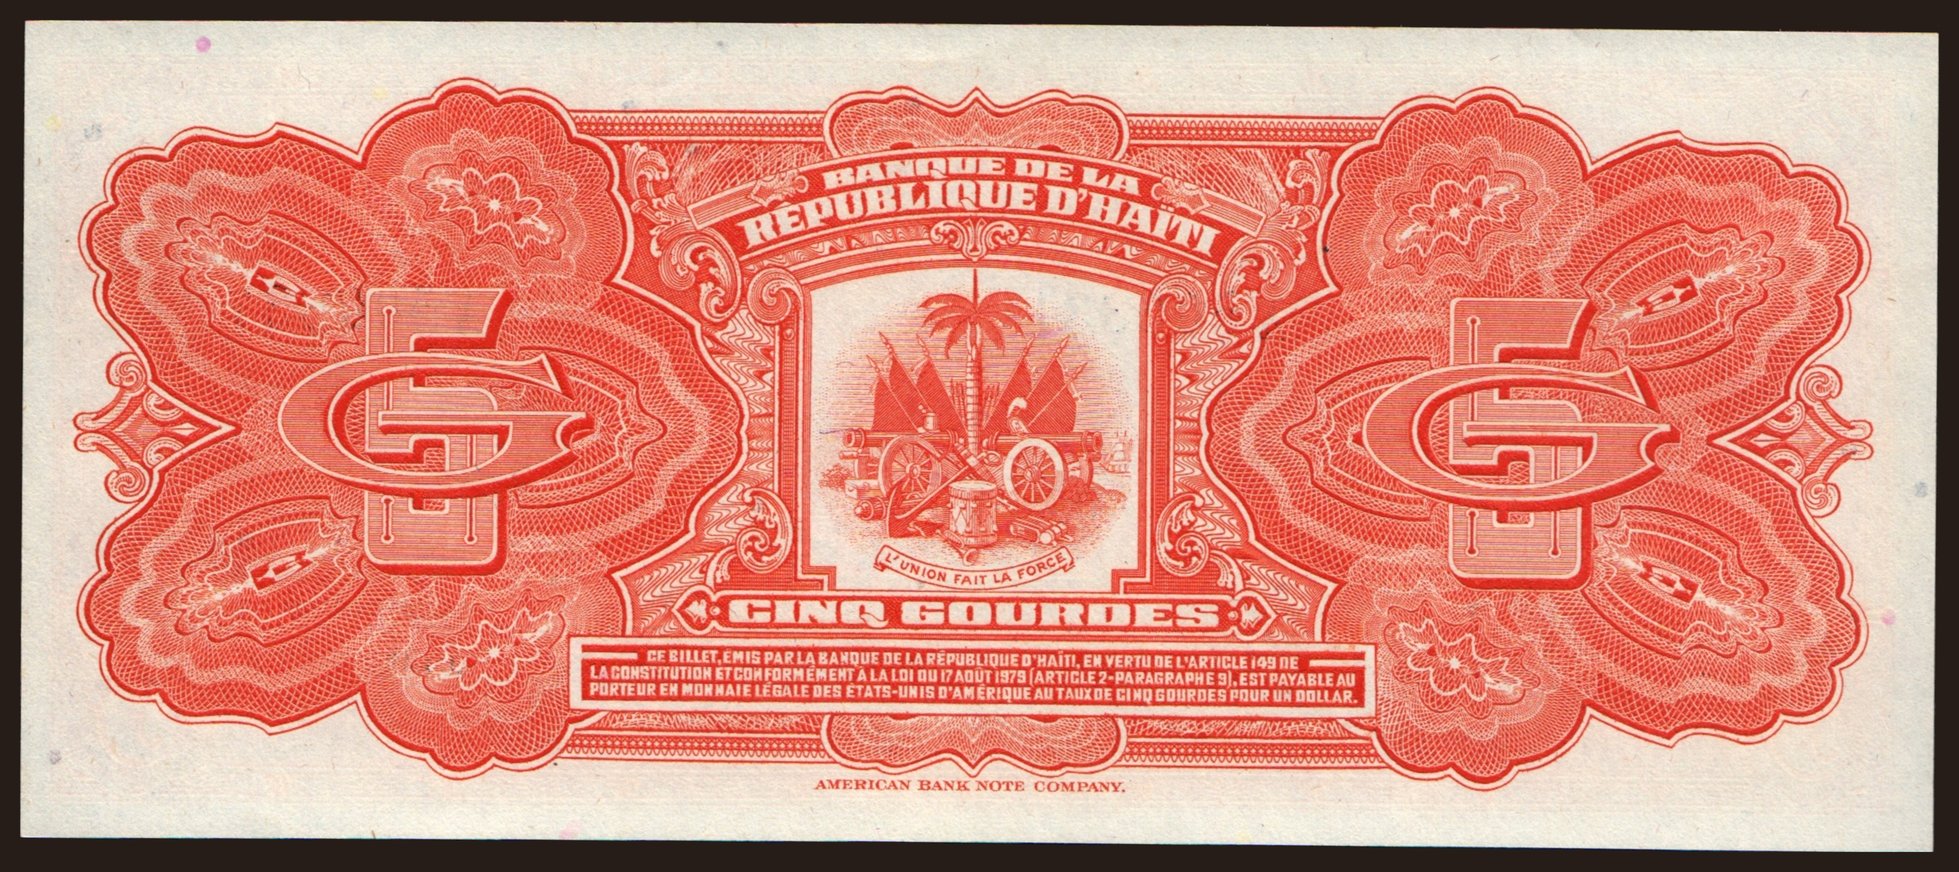 BANQUE DE LA
RÉPUBLIQUE D'HAÏTI
5
G
5
G
L'UNION FAIT LA FORCE
CINQ GOURDES
CE BILLET, ÉMIS PAR LA BANQUE DE LA RÉPUBLIQUE D'HAÏTI, EN VERTU DE L'ARTICLE 149 DE
LA CONSTITUTION ET CONFORMÉMENT À LA LOI DU 17 AOÛT 1979 (ARTICLE 2-PARAGRAPHE 9), EST PAYABLE AU
PORTEUR EN MONNAIE LÉGALE DES ÉTATS-UNIS D'AMÉRIQUE AU TAUX DE CINQ GOURDES POUR UN DOLLAR.
AMERICAN BANK NOTE COMPANY.